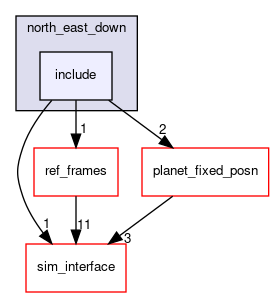 north_east_down
include
1
2
ref_frames
planet_fixed_posn
1
11
3
sim_interface